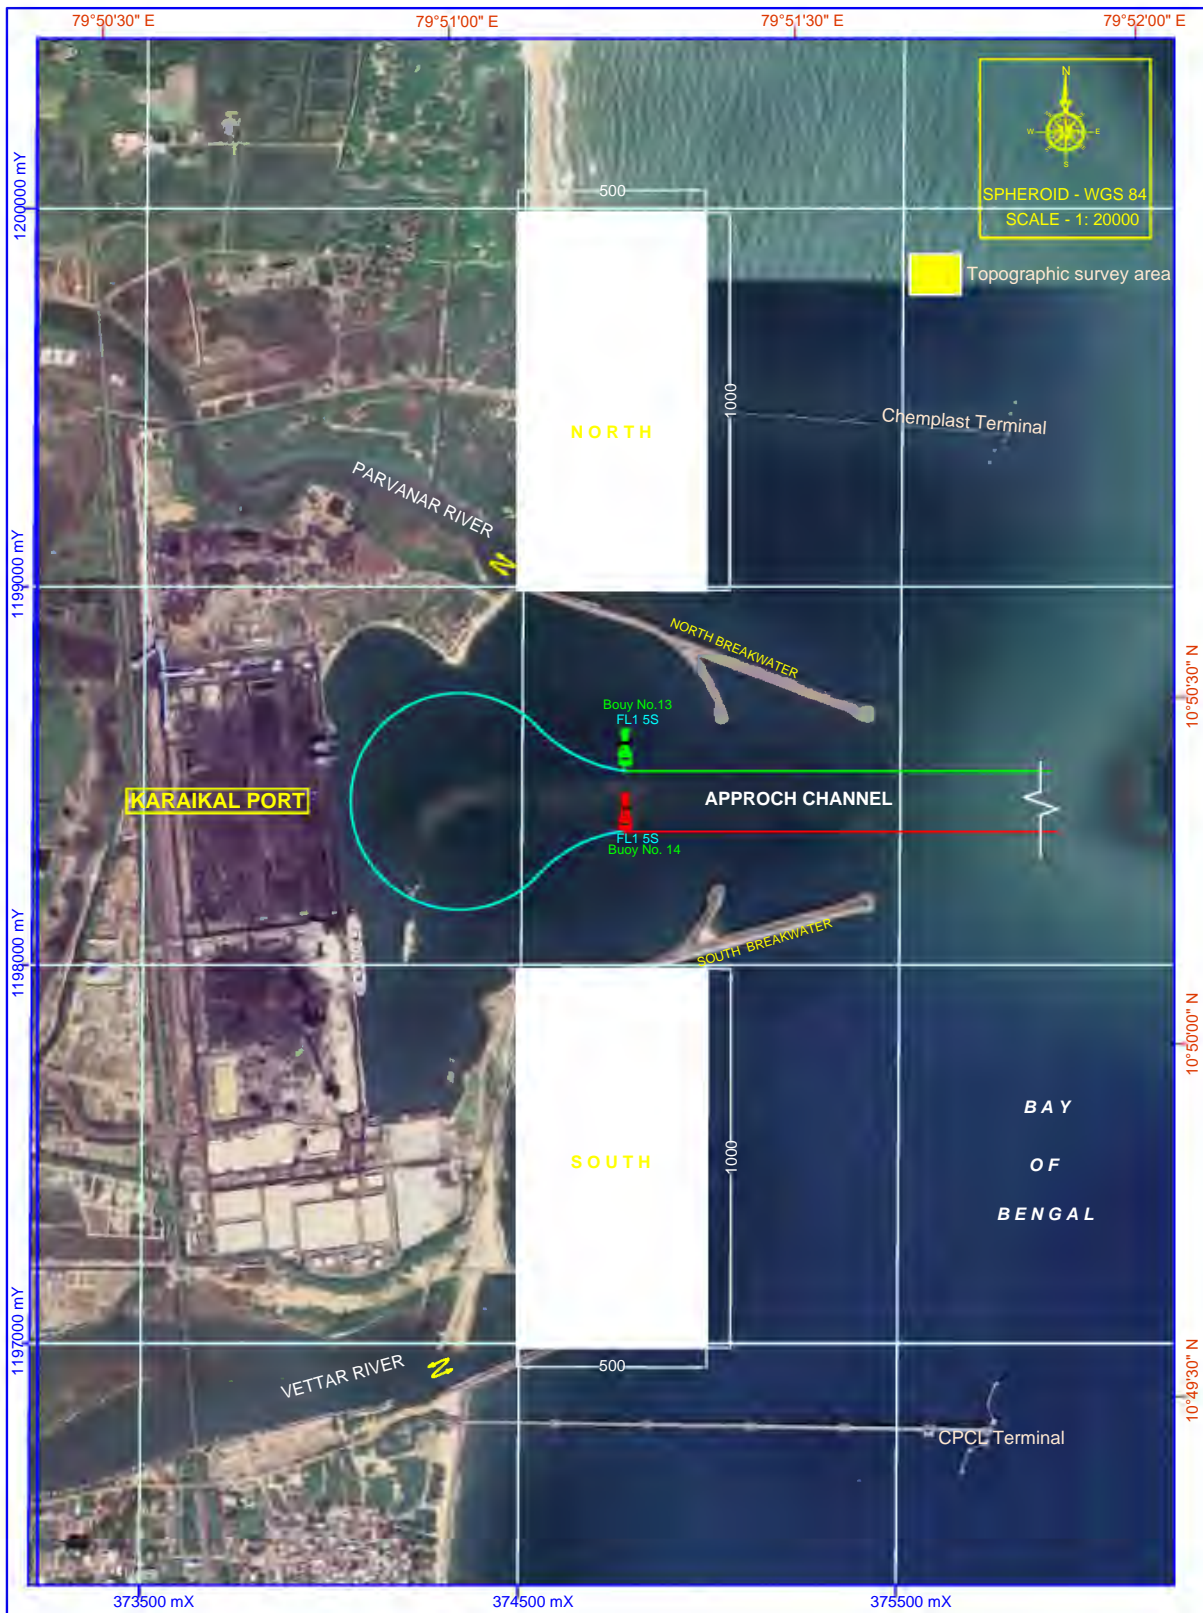 79°50'30" E
79°51'00" E
79°51'30" E
79°52'00" E
N
W
E
S
SPHEROID - WGS 84
SCALE - 1: 20000
Topographic survey area
1200000 mY
500
1000
Chemplast Terminal
NORTH
PARVANAR RIVER
1199000 mY
NORTH BREAKWATER
10°50'30" N
Bouy No.13
FL1 5S
KARAIKAL PORT
APPROCH CHANNEL
FL1 5S
Buoy No. 14
SOUTH BREAKWATER
1198000 mY
10°50'00" N
BAY
OF
BENGAL
1000
SOUTH
1197000 mY
500
VETTAR RIVER
10°49'30" N
CPCL Terminal
373500 mX
374500 mX
375500 mX